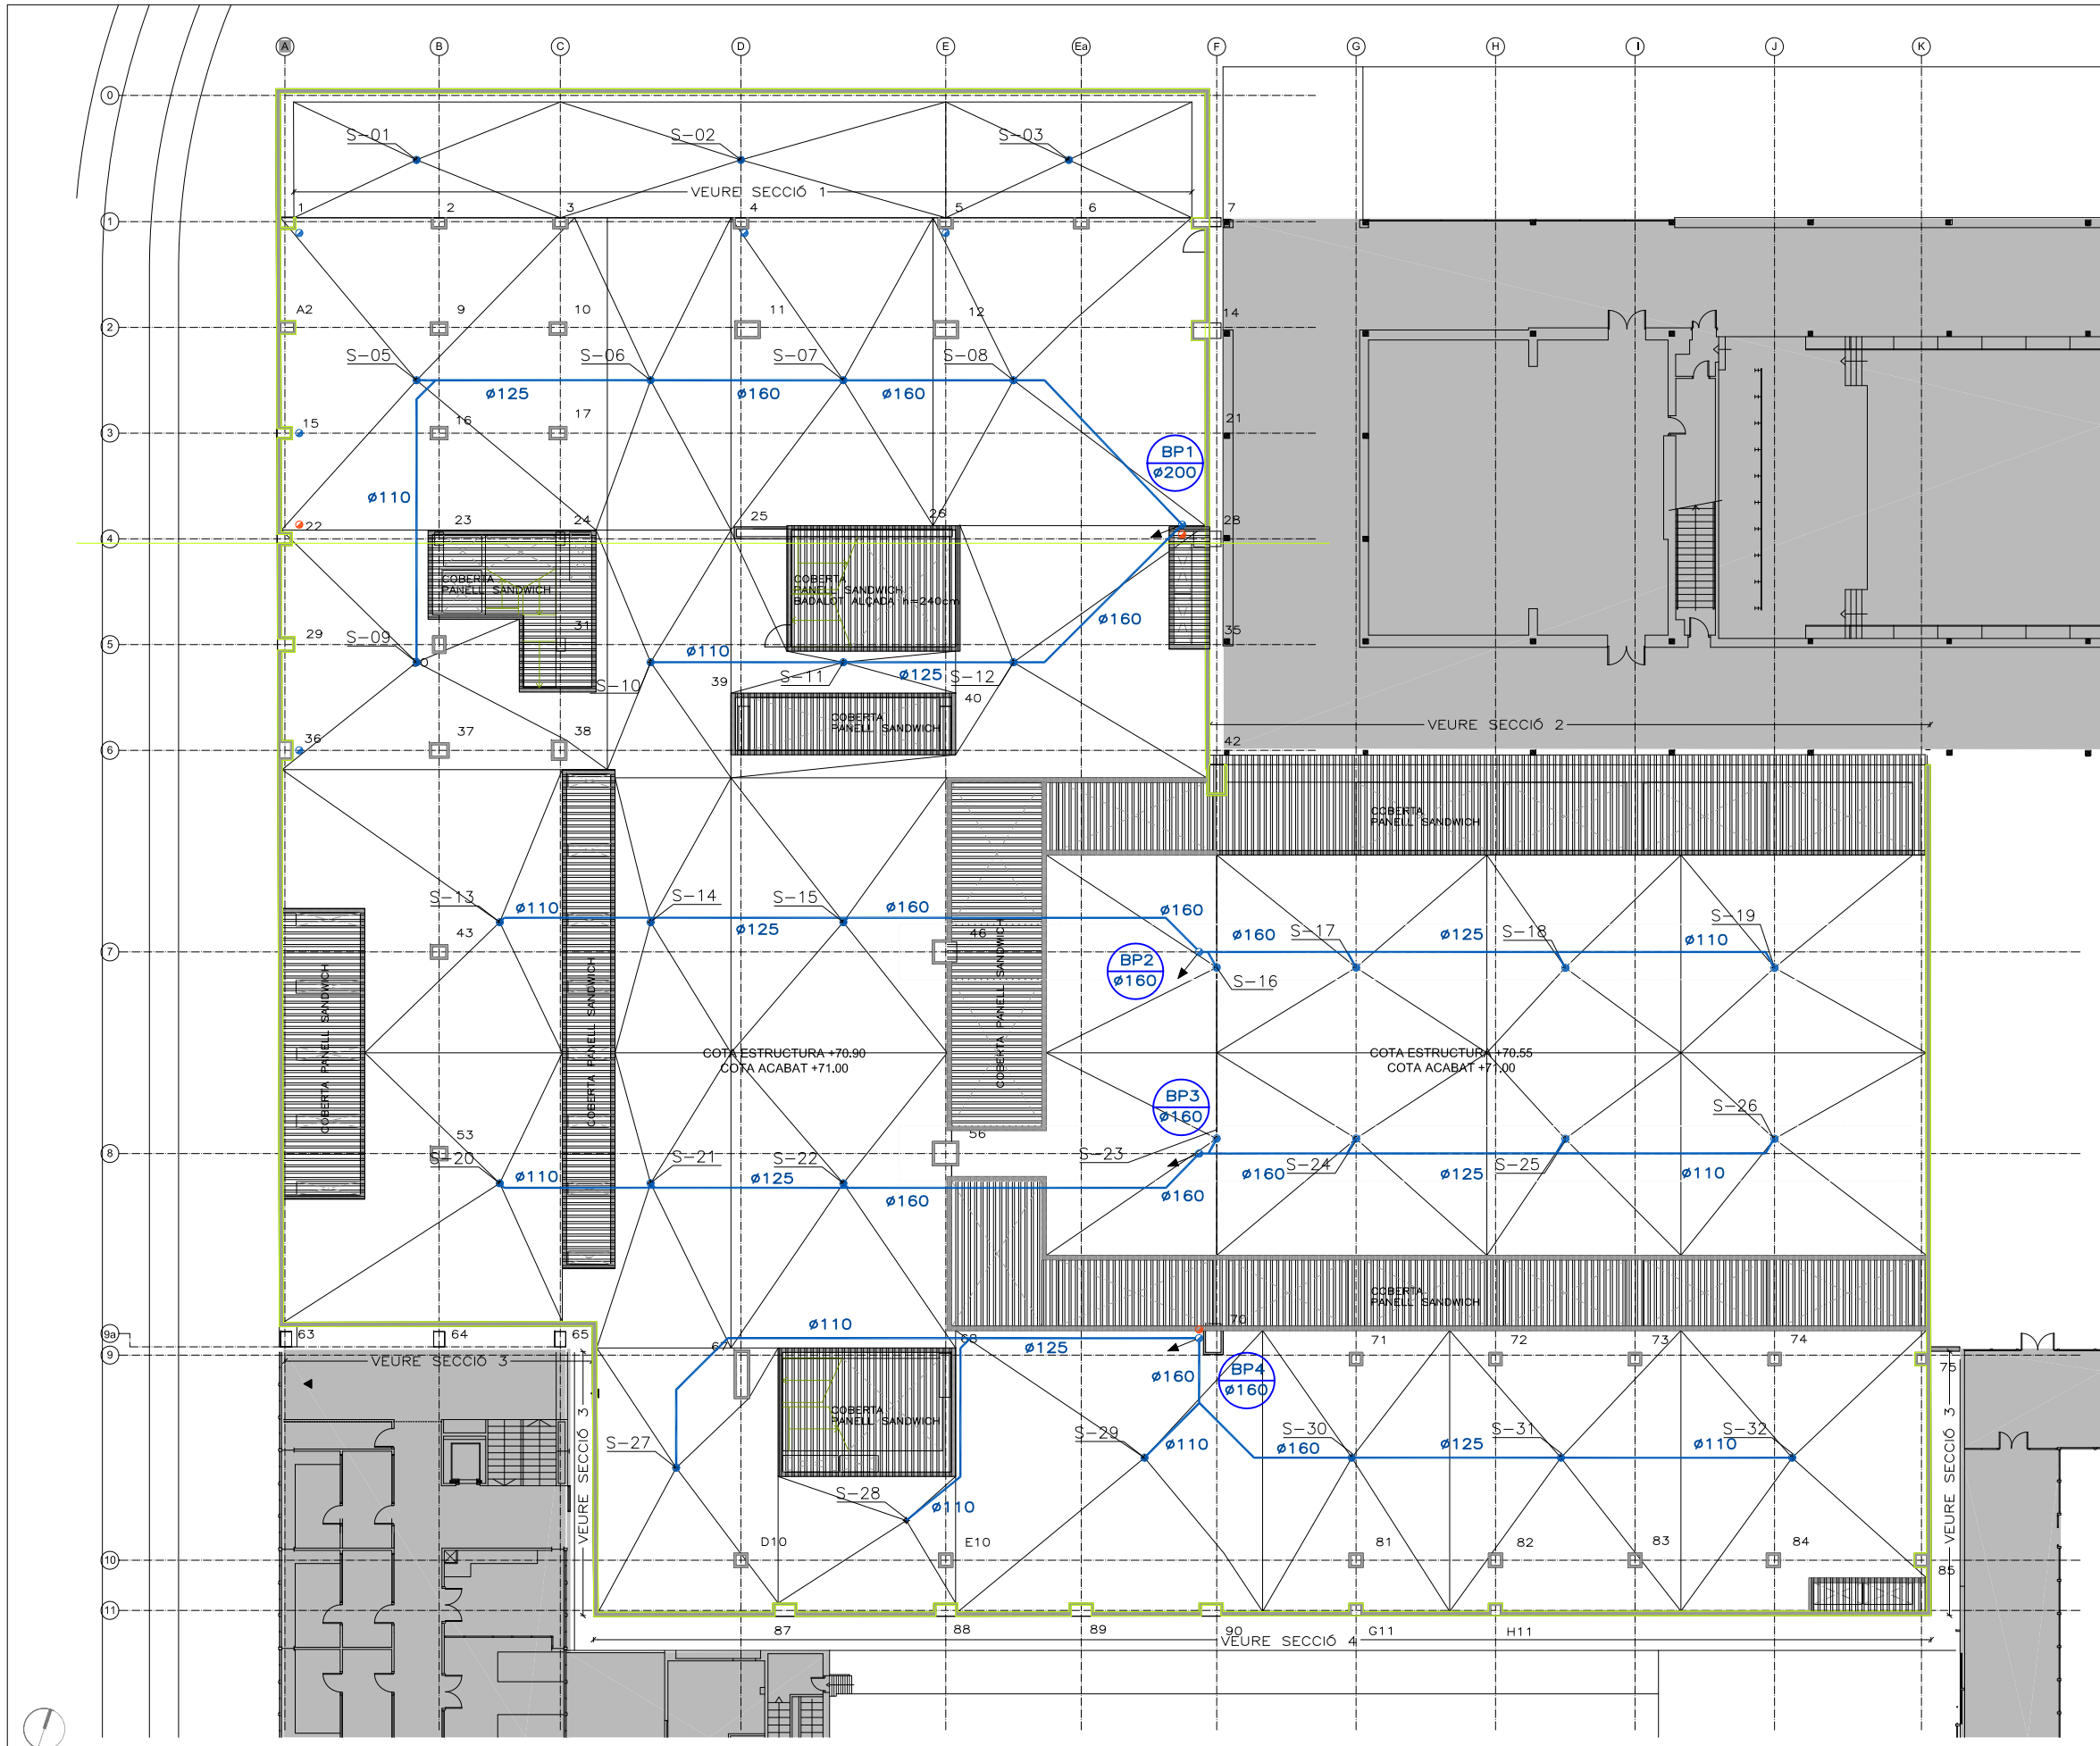 A B C D E Ea F G H I J K
0
S-01 S-02 S-03
VEURE SECCIÓ 1
1 1 2 3 4 5 6 7
2 A2 9 10 11 12 14
S-05 S-06 S-07 S-08
ø125 ø160 ø160
3 15 16 17 21
BP1
ø200
ø110
22 23 24 25 26 28
4
COBERTA
PANELL SANDWICH
COBERTA
PANELL SANDWICH
BADALOT ALÇADA h=240cm
ø160
5 29 31 35
S-09
ø110 ø125
S-10 S-11 S-12
39 40
COBERTA
PANELL SANDWICH
VEURE SECCIÓ 2
6 36 37 38 42
COBERTA
PANELL SANDWICH
S-13 S-14 S-15
ø110 ø125 ø160 ø160
S-17 S-18 S-19
ø160 ø125 ø110
7 43 46
BP2
ø160
S-16
COBERTA PANELL SANDWICH
COBERTA PANELL SANDWICH
COBERTA PANELL SANDWICH
COTA ESTRUCTURA +70.90
COTA ACABAT +71.00
COTA ESTRUCTURA +70.55
COTA ACABAT +71.00
BP3
ø160
8 53 56
S-20 S-21 S-22
S-23 S-24 S-25 S-26
ø110 ø125 ø160 ø160
ø160 ø125 ø110
COBERTA
PANELL SANDWICH
9a 63 64 65 70
ø110
ø125
9 67 68 71 72 73 74 75
VEURE SECCIÓ 3
BP4
ø160
ø160
COBERTA
PANELL SANDWICH
S-27 S-28 S-29 S-30 S-31 S-32
ø110 ø110 ø160 ø125 ø110
VEURE SECCIÓ 3
VEURE SECCIÓ 3
10 D10 E10 81 82 83 84 85
11
87 88 89 90 G11 H11
VEURE SECCIÓ 4